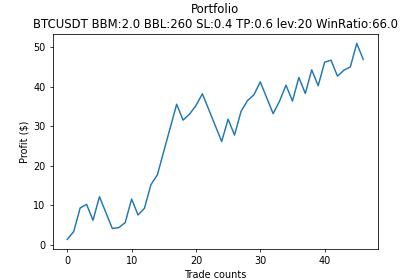 Portfolio
BTCUSDT BBM:2.0 BBL:260 SL:0.4 TP:0.6 lev:20 WinRatio:66.0
50
40
30
20
10
0
Profit ($)
0 10 20 30 40
Trade counts